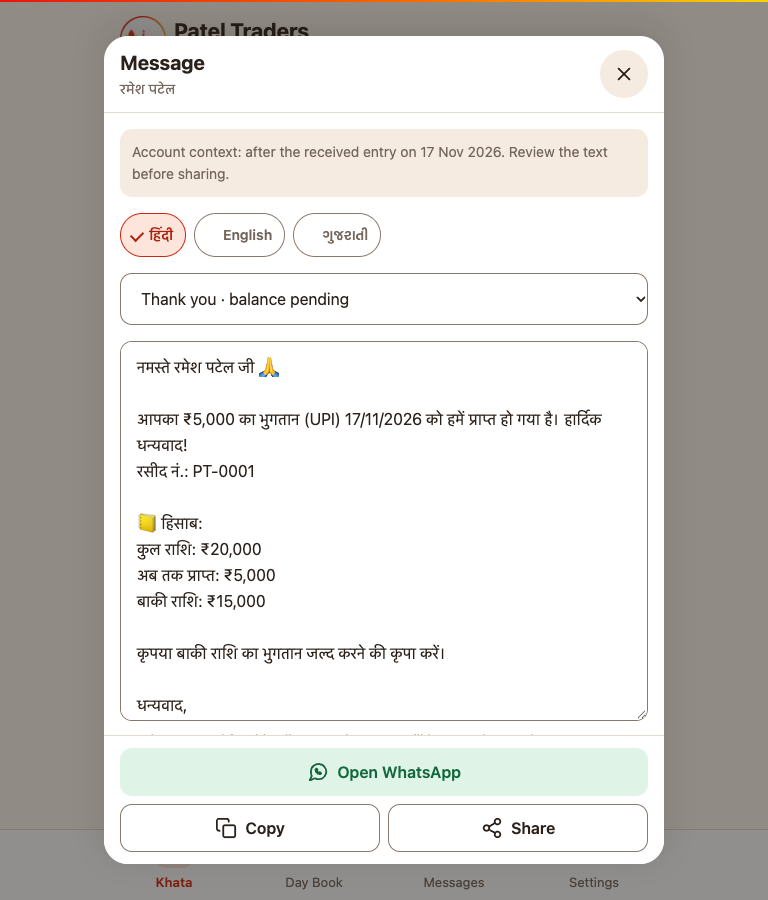 Patel Traders
Message
रमेश पटेल
Account context: after the received entry on 17 Nov 2026. Review the text
before sharing.
हिंदी English ગુજરાતી
Thank you · balance pending
नमस्ते रमेश पटेल जी 🙏
आपका ₹5,000 का भुगतान (UPI) 17/11/2026 को हमें प्राप्त हो गया है। हार्दिक
धन्यवाद!
रसीद नं.: PT-0001
📒 हिसाब:
कुल राशि: ₹20,000
अब तक प्राप्त: ₹5,000
बाकी राशि: ₹15,000
कृपया बाकी राशि का भुगतान जल्द करने की कृपा करें।
धन्यवाद,
Open WhatsApp
Copy Share
Khata Day Book Messages Settings